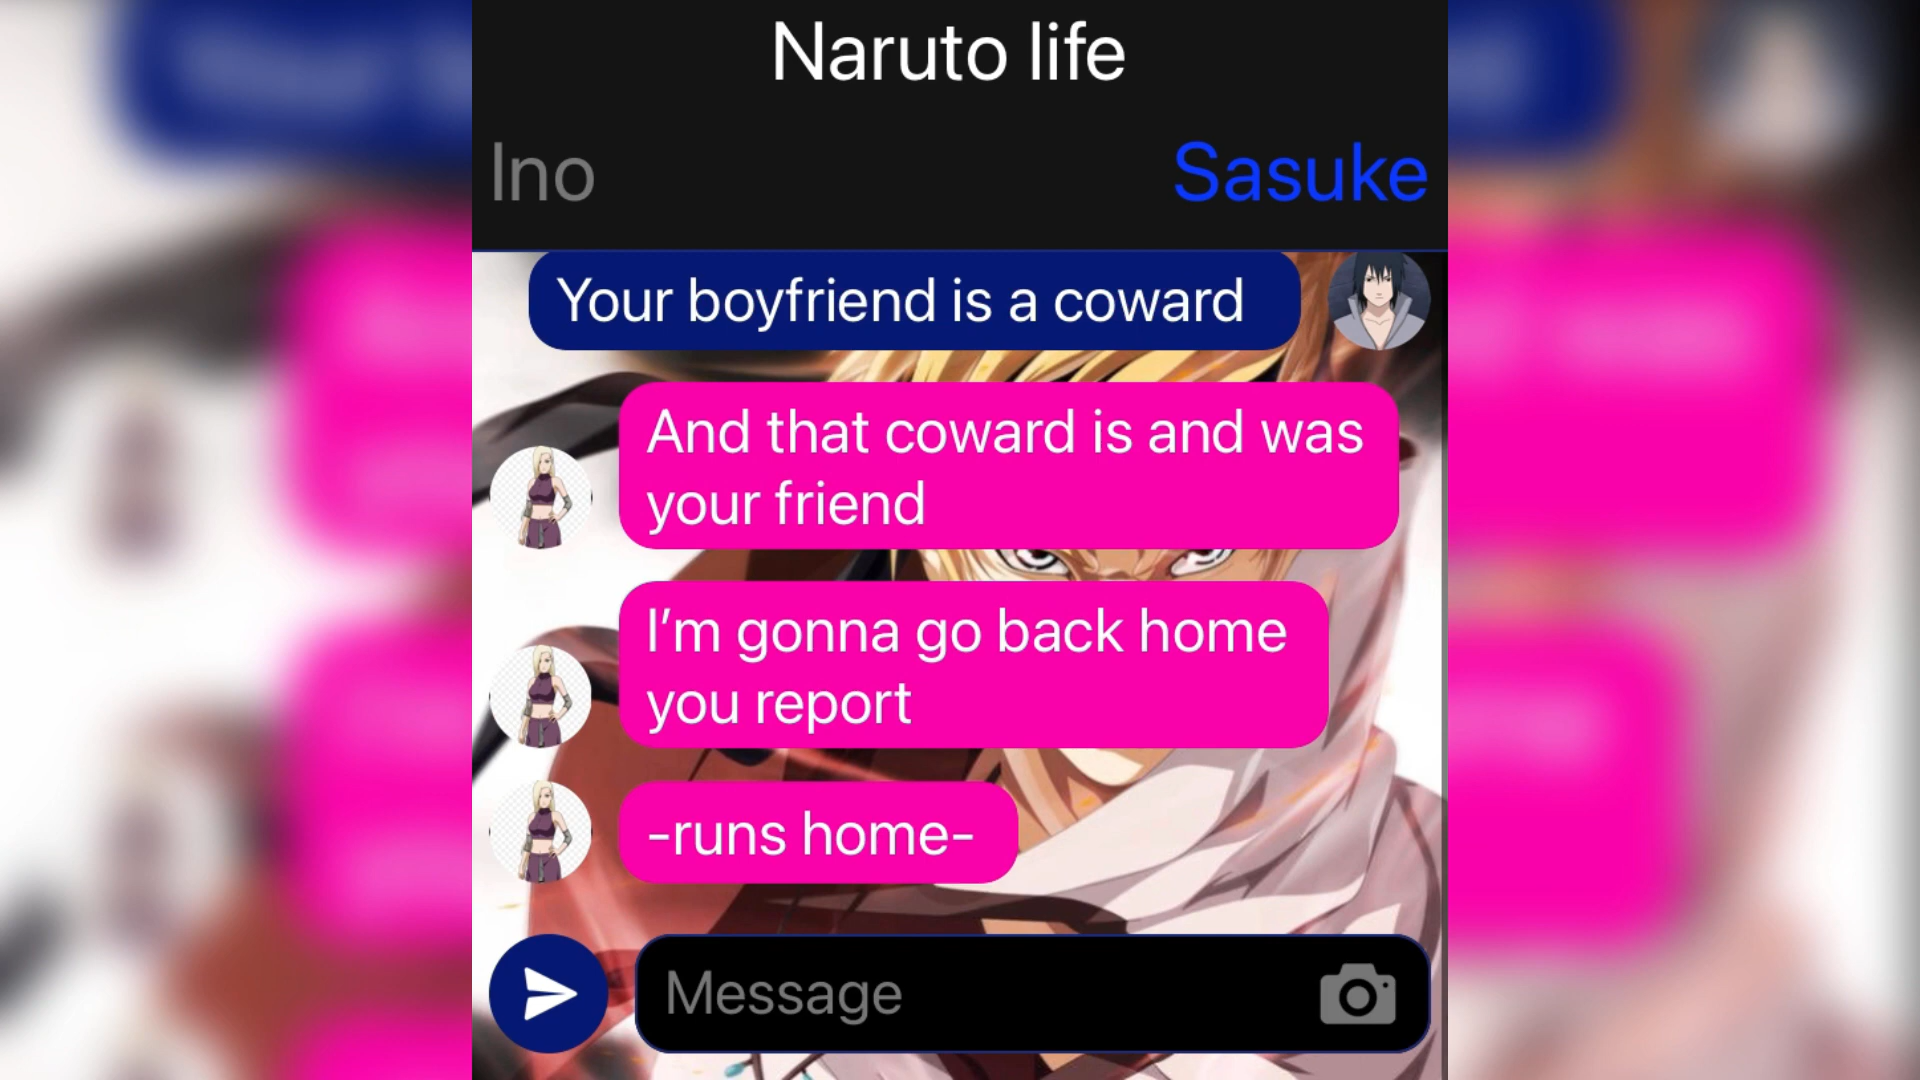 Naruto life
Ino
Sasuke
Your boyfriend is a coward
And that coward is and was
your friend
I’m gonna go back home
you report
-runs home-
Message